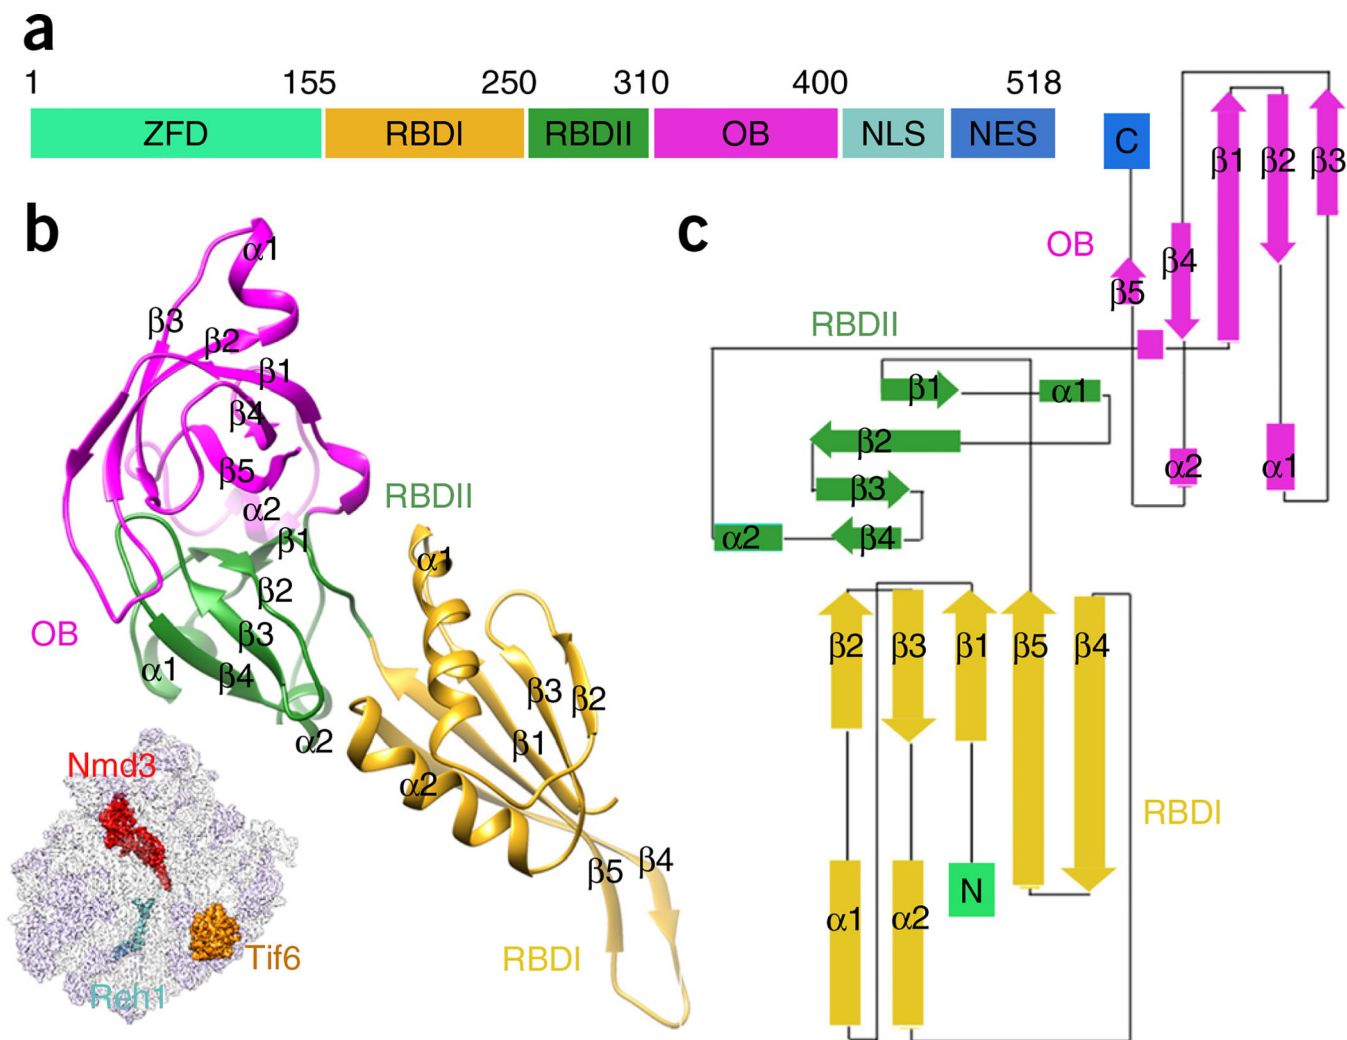 a
1 155 250 310 400 518
ZFD RBDI RBDII OB NLS NES
b
α1
β3
β2
β1
β4
β5
α2
RBDII
β1
α1
β2
OB
β3
α1
β4
β3
β2
α2
β1
α2
Nmd3
β5
β4
RBDI
Tif6
Reh1
c
C
β1
β2
β3
OB
β4
β5
RBDII
β1
α1
β2
α2
α1
β3
α2
β4
β2
β3
β1
β5
β4
RBDI
N
α1
α2